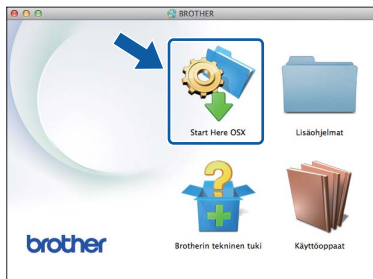 BROTHER
Start Here OSX
Lisäohjelmat
Brotherin tekninen tuki
Käyttöoppaat
brother